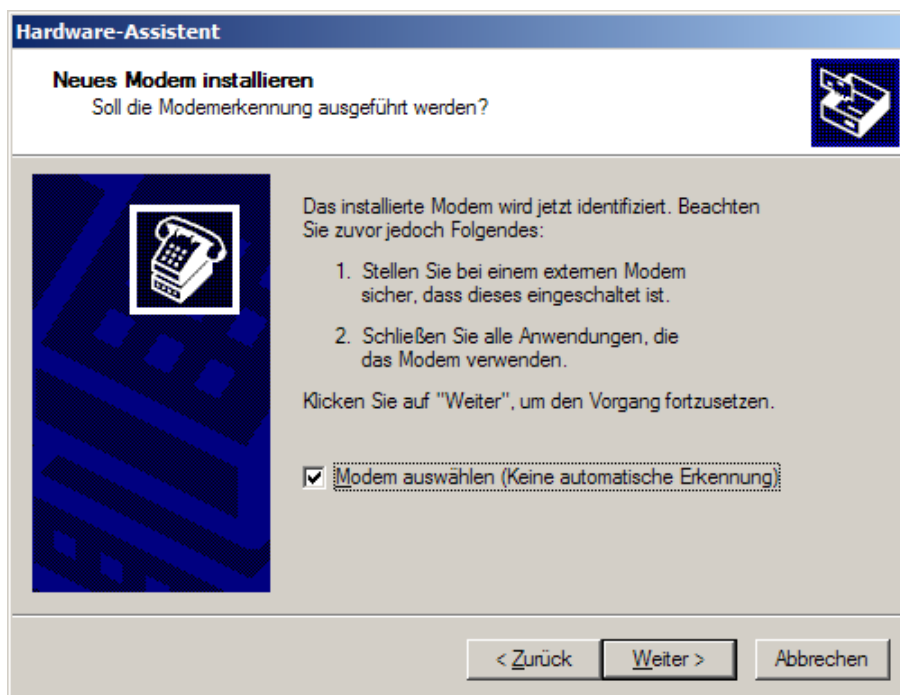 Hardware-Assistent
Neues Modem installieren
Soll die Modemerkennung ausgeführt werden?
Das installierte Modem wird jetzt identifiziert. Beachten
Sie zuvor jedoch Folgendes:
1. Stellen Sie bei einem externen Modem
sicher, dass dieses eingeschaltet ist.
2. Schließen Sie alle Anwendungen, die
das Modem verwenden.
Klicken Sie auf "Weiter", um den Vorgang fortzusetzen.
Modem auswählen (Keine automatische Erkennung)
< Zurück Weiter > Abbrechen